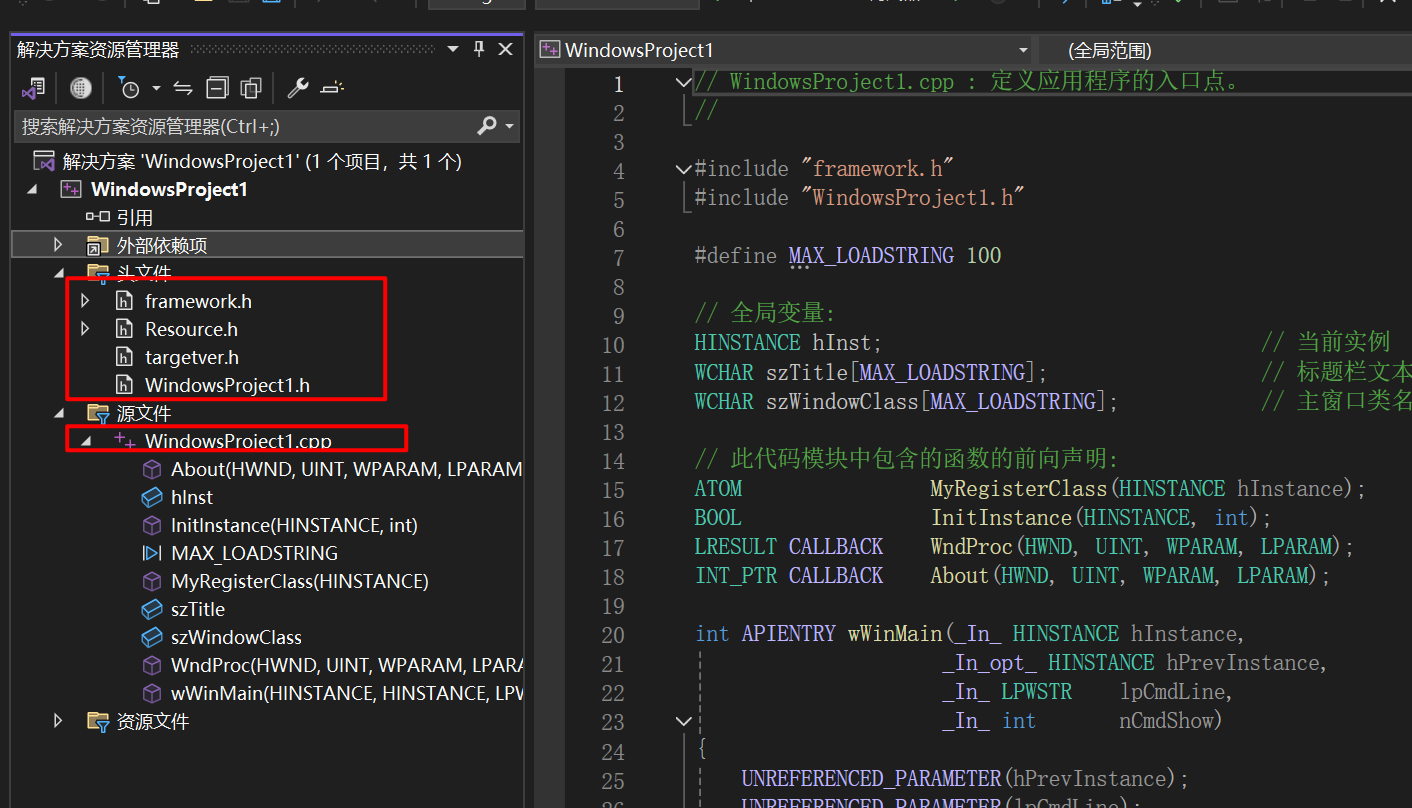 解决方案资源管理器
搜索解决方案资源管理器(Ctrl+;)
解决方案 'WindowsProject1' (1 个项目，共 1 个)
WindowsProject1
引用
外部依赖项
头文件
framework.h
Resource.h
targetver.h
WindowsProject1.h
源文件
WindowsProject1.cpp
About(HWND, UINT, WPARAM, LPARAM
hInst
InitInstance(HINSTANCE, int)
MAX_LOADSTRING
MyRegisterClass(HINSTANCE)
szTitle
szWindowClass
WndProc(HWND, UINT, WPARAM, LPARA
wWinMain(HINSTANCE, HINSTANCE, LPW
资源文件
WindowsProject1
(全局范围)
1 // WindowsProject1.cpp : 定义应用程序的入口点。
2 //
3
4 #include "framework.h"
5 #include "WindowsProject1.h"
6
7 #define MAX_LOADSTRING 100
8
9 // 全局变量:
10 HINSTANCE hInst; // 当前实例
11 WCHAR szTitle[MAX_LOADSTRING]; // 标题栏文本
12 WCHAR szWindowClass[MAX_LOADSTRING]; // 主窗口类名
13
14 // 此代码模块中包含的函数的前向声明:
15 ATOM MyRegisterClass(HINSTANCE hInstance);
16 BOOL InitInstance(HINSTANCE, int);
17 LRESULT CALLBACK WndProc(HWND, UINT, WPARAM, LPARAM);
18 INT_PTR CALLBACK About(HWND, UINT, WPARAM, LPARAM);
19
20 int APIENTRY wWinMain(_In_ HINSTANCE hInstance,
21 _In_opt_ HINSTANCE hPrevInstance,
22 _In_ LPWSTR lpCmdLine,
23 _In_ int nCmdShow)
24 {
25 UNREFERENCED_PARAMETER(hPrevInstance);
26 UNREFERENCED_PARAMETER(lpCmdLine);